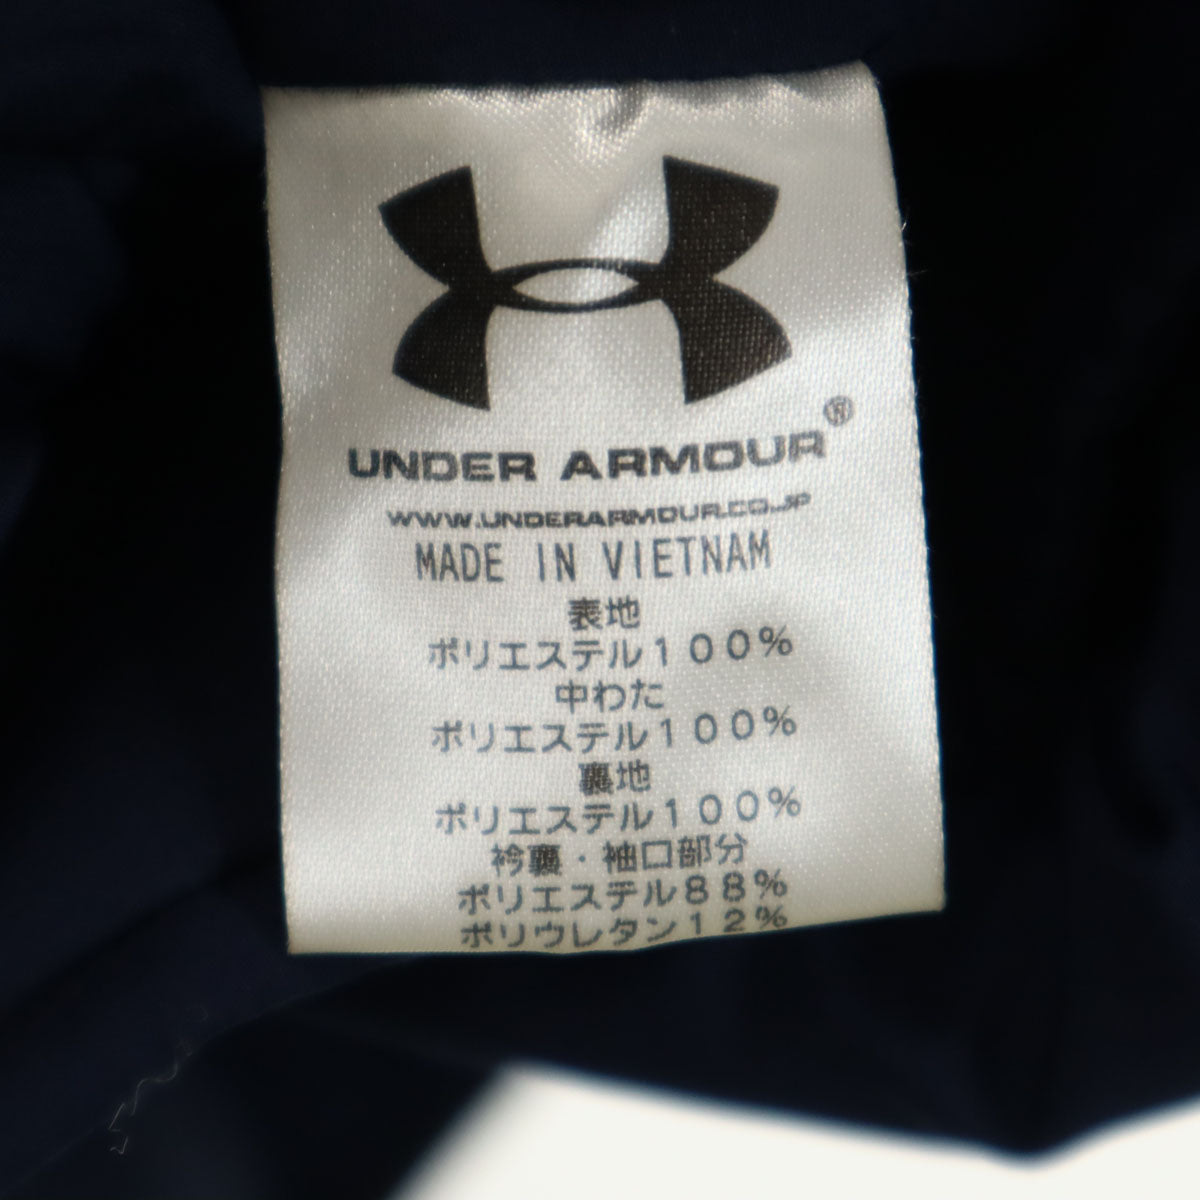 UNDER ARMOUR®
WWW.UNDERARMOUR.CO.JP
MADE IN VIETNAM
表地
ポリエステル100%
中わた
ポリエステル100%
裏地
ポリエステル100%
衿裏・袖口部分
ポリエステル88%
ポリウレタン12%